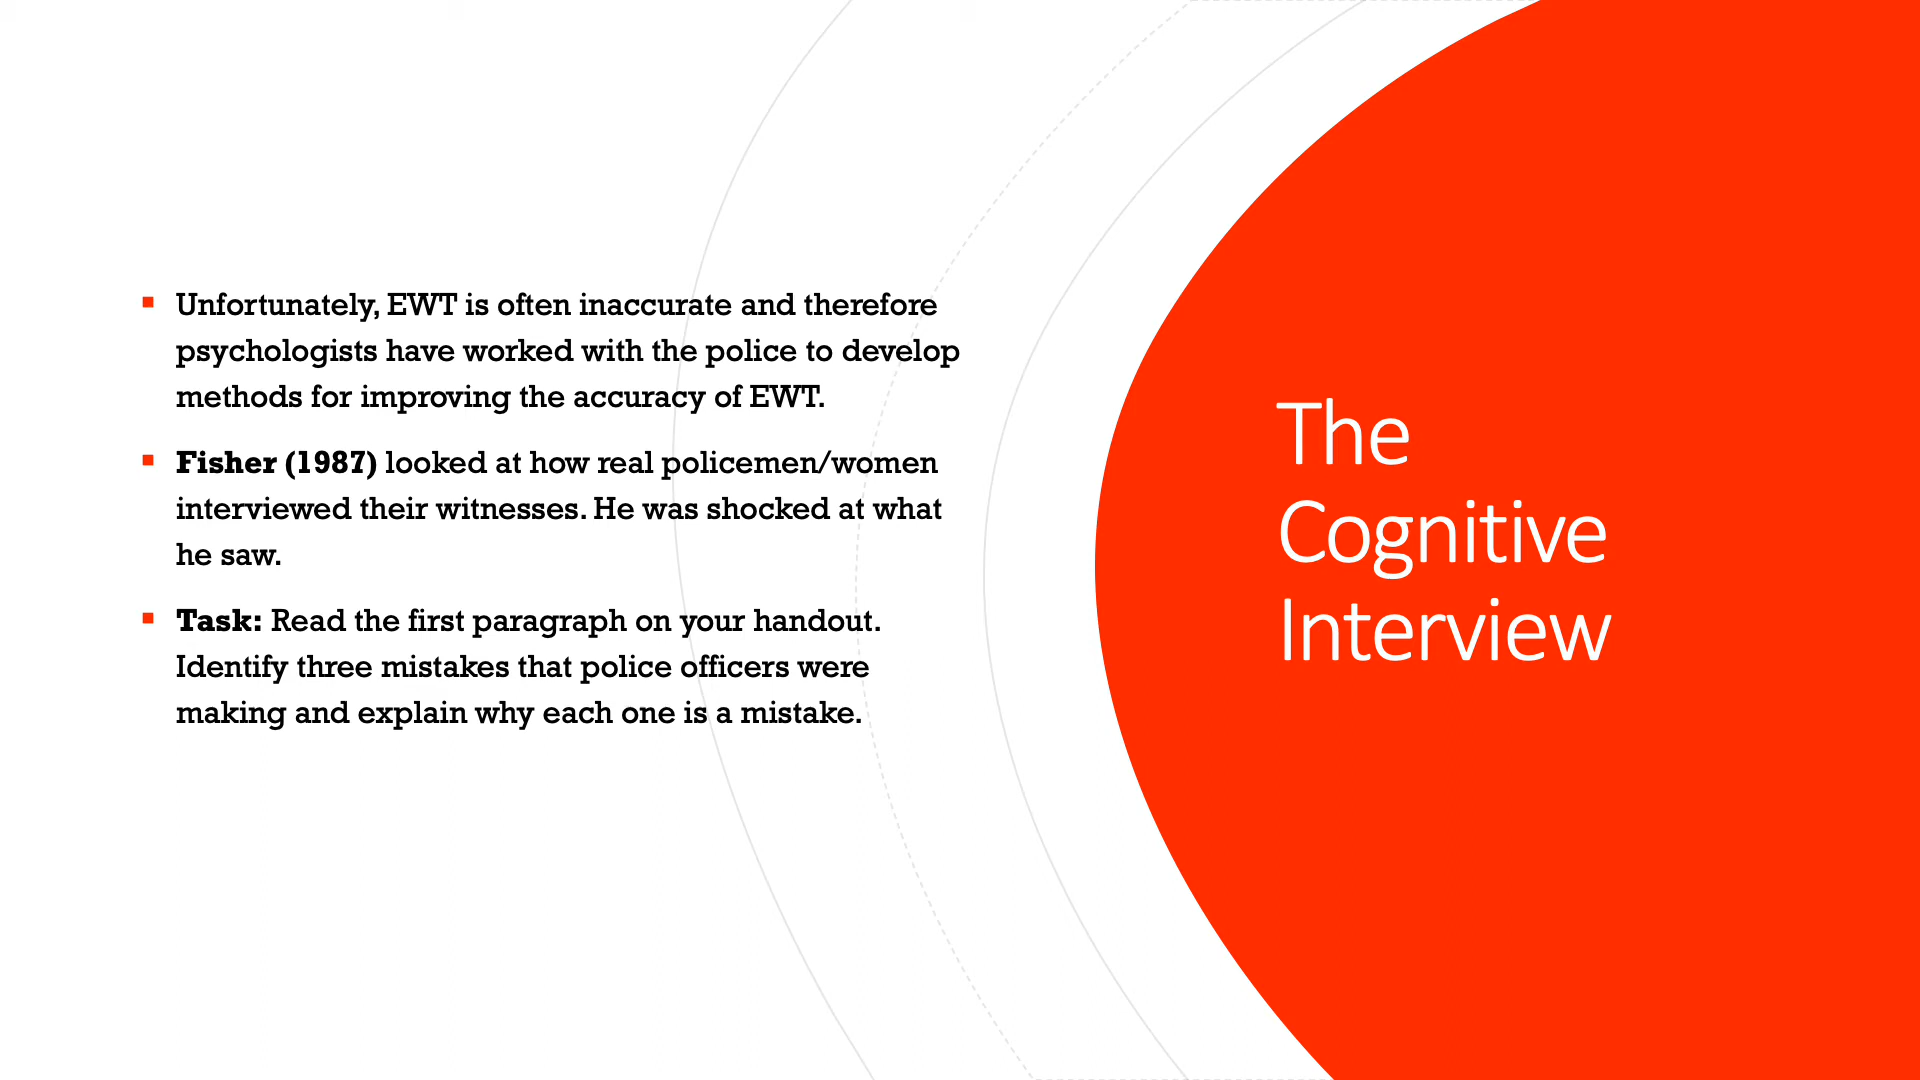 Unfortunately, EWT is often inaccurate and therefore
psychologists have worked with the police to develop
methods for improving the accuracy of EWT.
Fisher (1987) looked at how real policemen/women
interviewed their witnesses. He was shocked at what
he saw.
Task: Read the first paragraph on your handout.
Identify three mistakes that police officers were
making and explain why each one is a mistake.
The
Cognitive
Interview